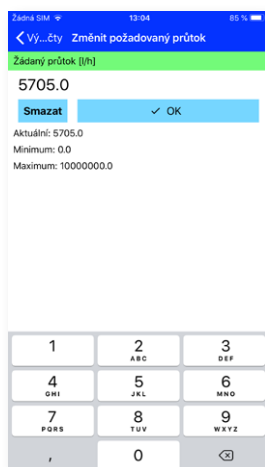 Žádná SIM 13:04 85 %
Vý...čty Změnit požadovaný průtok
Žádaný průtok [l/h]
5705.0
Smazat ✓ OK
Aktuální: 5705.0
Minimum: 0.0
Maximum: 10000000.0
1 2 3
ABC DEF
4 5 6
GHI JKL MNO
7 8 9
PQRS TUV WXYZ
, 0